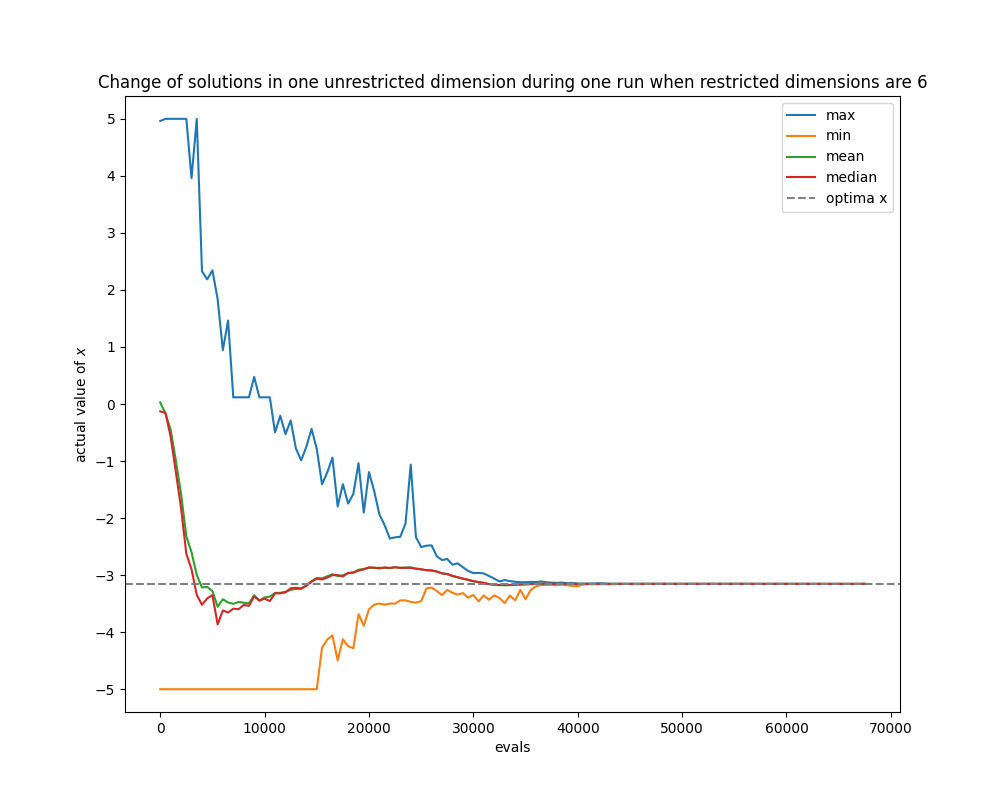 Change of solutions in one unrestricted dimension during one run when restricted dimensions are 6
max
min
mean
median
optima x
5
4
3
2
1
0
−1
−2
−3
−4
−5
actual value of x
0 10000 20000 30000 40000 50000 60000 70000
evals